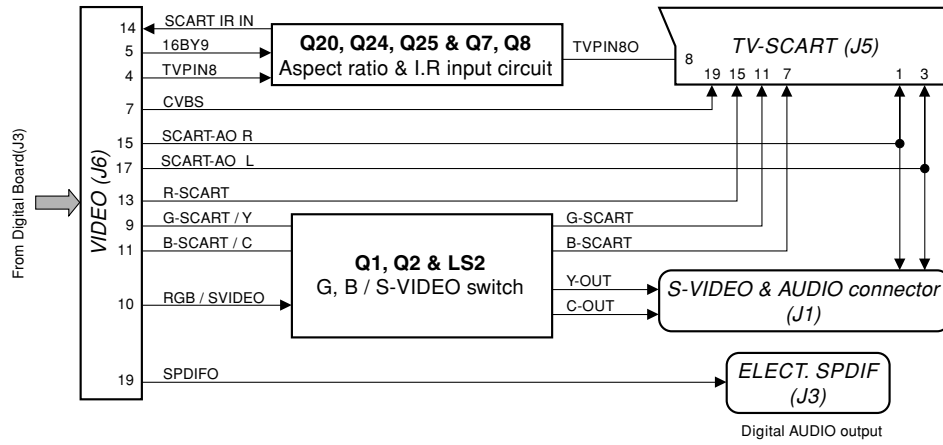 From Digital Board(J3)
VIDEO (J6)
14 SCART IR IN
5 16BY9
4 TVPIN8
7 CVBS
15 SCART-AO R
17 SCART-AO L
13 R-SCART
9 G-SCART / Y
11 B-SCART / C
10 RGB / SVIDEO
19 SPDIFO
Q20, Q24, Q25 & Q7, Q8
Aspect ratio & I.R input circuit
TVPIN8O
TV-SCART (J5)
8
19 15 11 7 1 3
Q1, Q2 & LS2
G, B / S-VIDEO switch
G-SCART
B-SCART
Y-OUT
C-OUT
S-VIDEO & AUDIO connector
(J1)
ELECT. SPDIF
(J3)
Digital AUDIO output